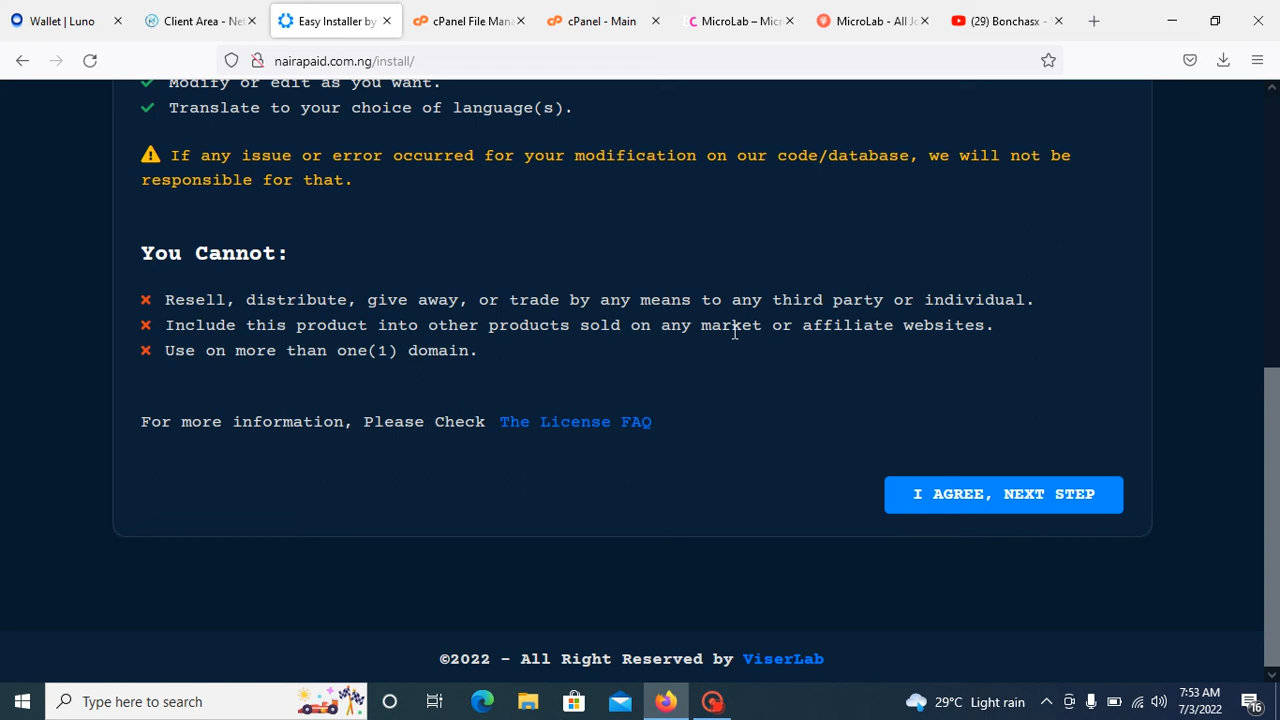 Wallet | Luno
Client Area - Ne
Easy Installer by
cPanel File Mana
cPanel - Main
MicroLab – Micr
MicroLab - All Jo
(29) Bonchasx -
nairapaid.com.ng/install/
Modify or edit as you want.
Translate to your choice of language(s).
If any issue or error occurred for your modification on our code/database, we will not be
responsible for that.
You Cannot:
Resell, distribute, give away, or trade by any means to any third party or individual.
Include this product into other products sold on any market or affiliate websites.
Use on more than one(1) domain.
For more information, Please Check The License FAQ
I AGREE, NEXT STEP
©2022 - All Right Reserved by ViserLab
Type here to search
29°C Light rain
7:53 AM
7/3/2022
16